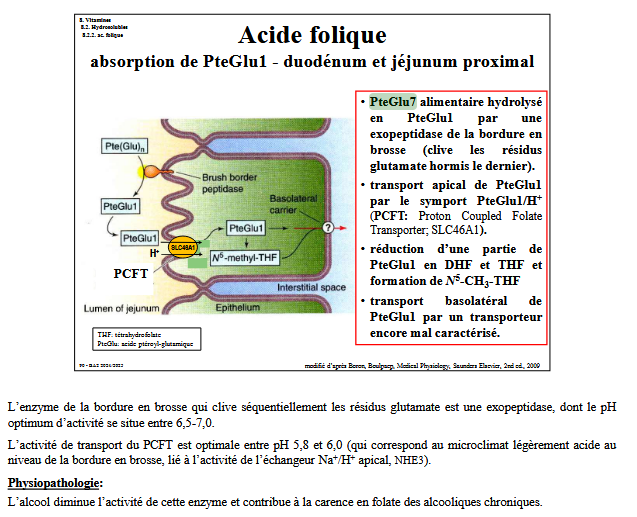 8. Vitamines
8.2. Hydrosolubles
8.2.2. ac. folique
Acide folique
absorption de PteGlu1 - duodénum et jéjunum proximal
Pte(Glu)n
Brush border
peptidase
PteGlu1
PteGlu1
H+
SLC46A1
PCFT
PteGlu1
N5-methyl-THF
Basolateral
carrier
?
Interstitial space
Lumen of jejunum
Epithelium
THF: tétrahydrofolate
PteGlu: acide ptéroyl-glutamique
• PteGlu7 alimentaire hydrolysé
en PteGlu1 par une
exopeptidase de la bordure en
brosse (clive les résidus
glutamate hormis le dernier).
• transport apical de PteGlu1
par le symport PteGlu1/H+
(PCFT: Proton Coupled Folate
Transporter; SLC46A1).
• réduction d'une partie de
PteGlu1 en DHF et THF et
formation de N5-CH3-THF
• transport basolatéral de
PteGlu1 par un transporteur
encore mal caractérisé.
modifié d'après Boron, Boulpaep, Medical Physiology, Saunders Elsevier, 2nd ed., 2009
L'enzyme de la bordure en brosse qui clive séquentiellement les résidus glutamate est une exopeptidase, dont le pH
optimum d'activité se situe entre 6,5-7,0.
L'activité de transport du PCFT est optimale entre pH 5,8 et 6,0 (qui correspond au microclimat légèrement acide au
niveau de la bordure en brosse, lié à l'activité de l'échangeur Na+/H+ apical, NHE3).
Physiopathologie:
L'alcool diminue l'activité de cette enzyme et contribue à la carence en folate des alcooliques chroniques.